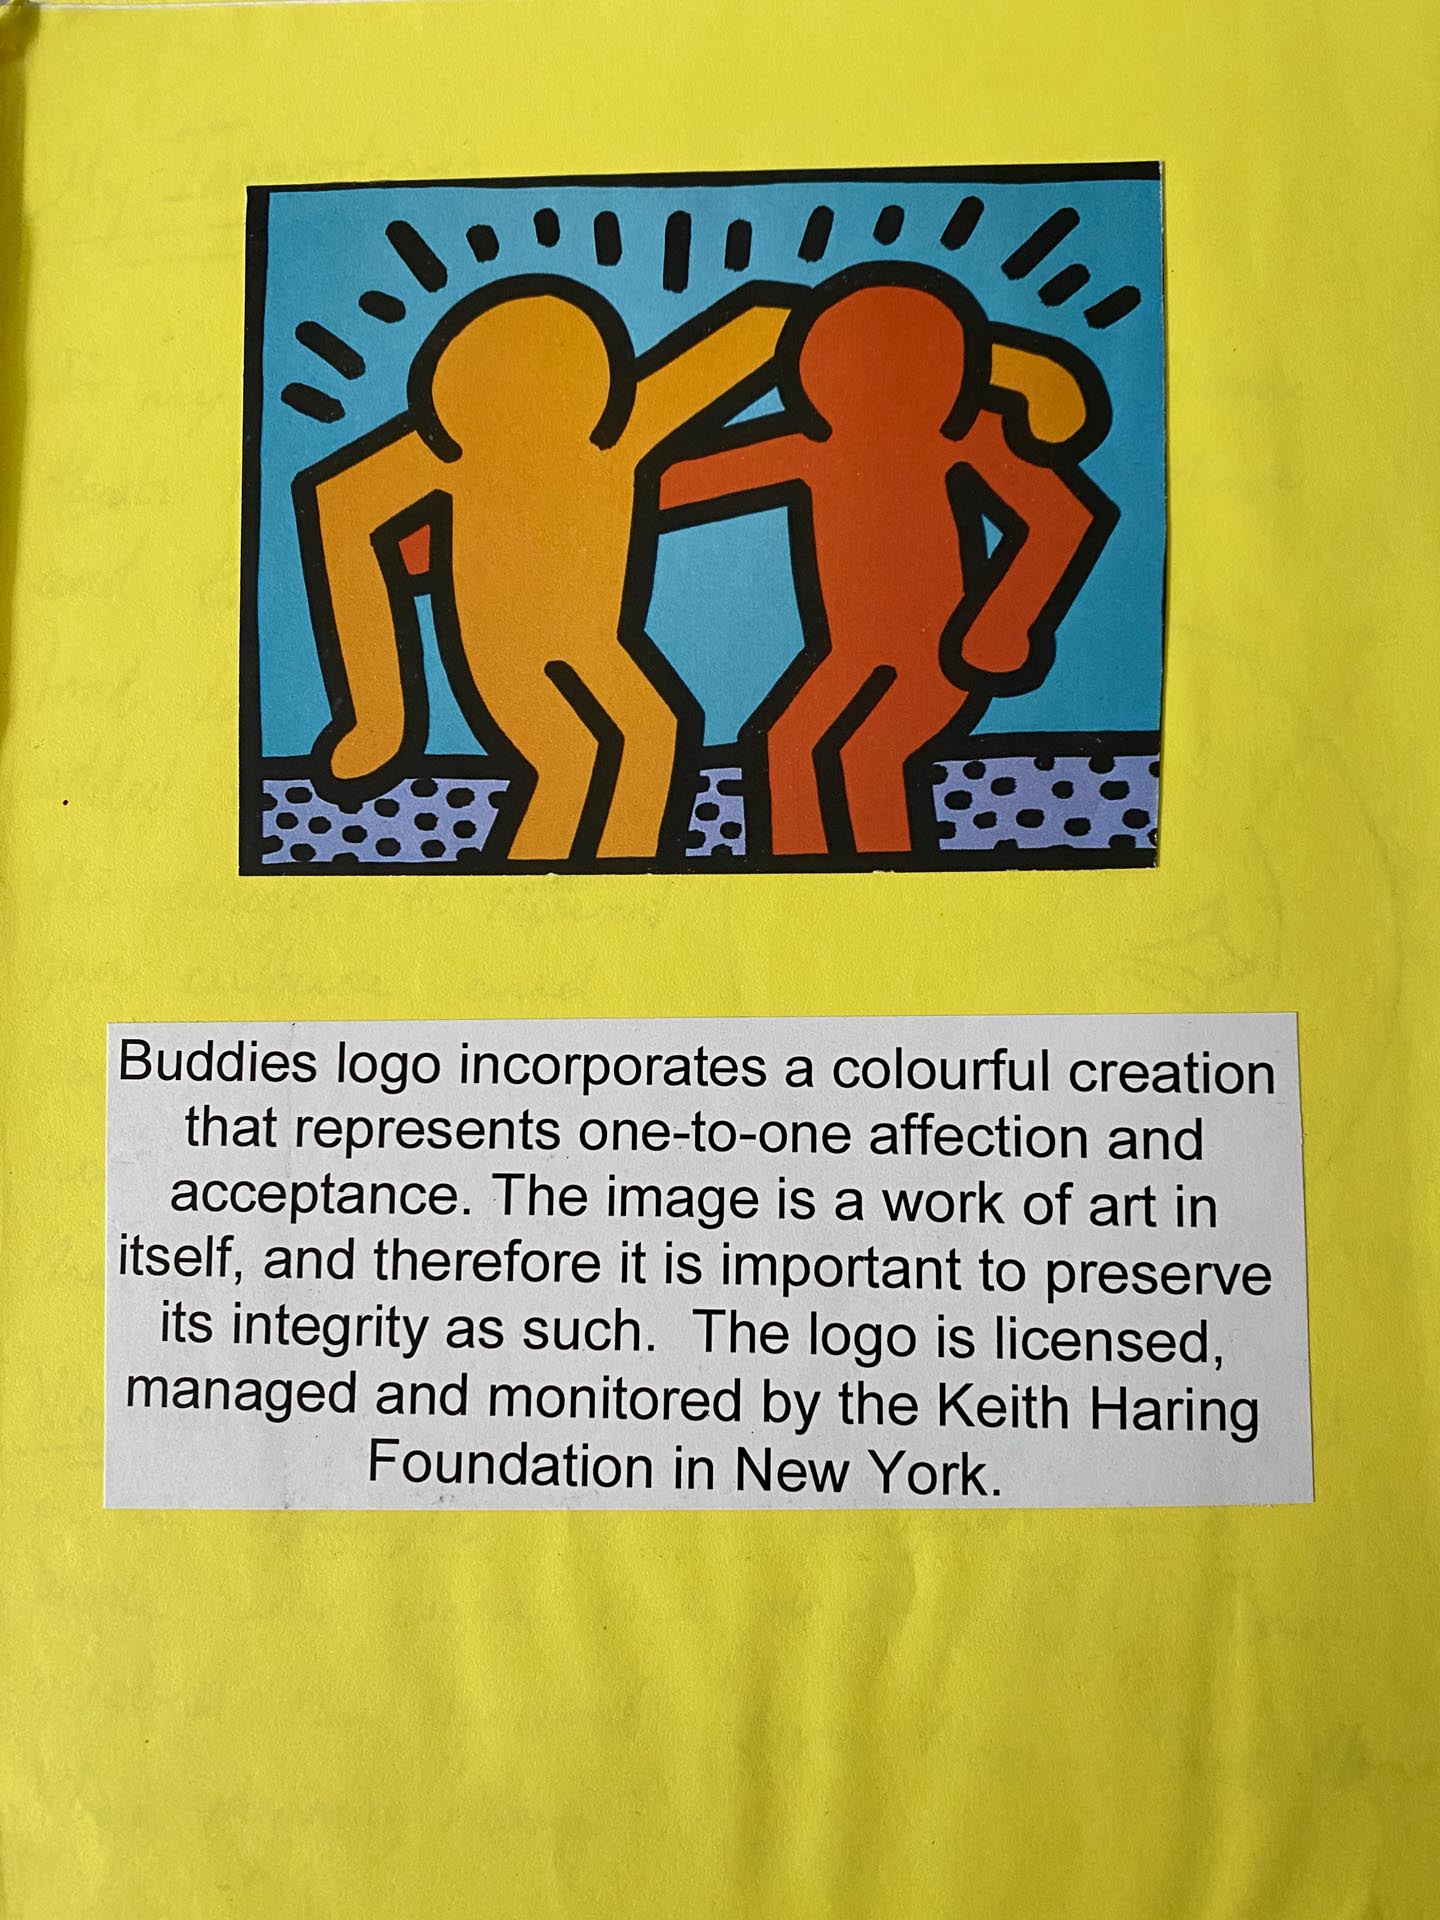 Buddies logo incorporates a colourful creation
that represents one-to-one affection and
acceptance. The image is a work of art in
itself, and therefore it is important to preserve
its integrity as such.  The logo is licensed,
managed and monitored by the Keith Haring
Foundation in New York.